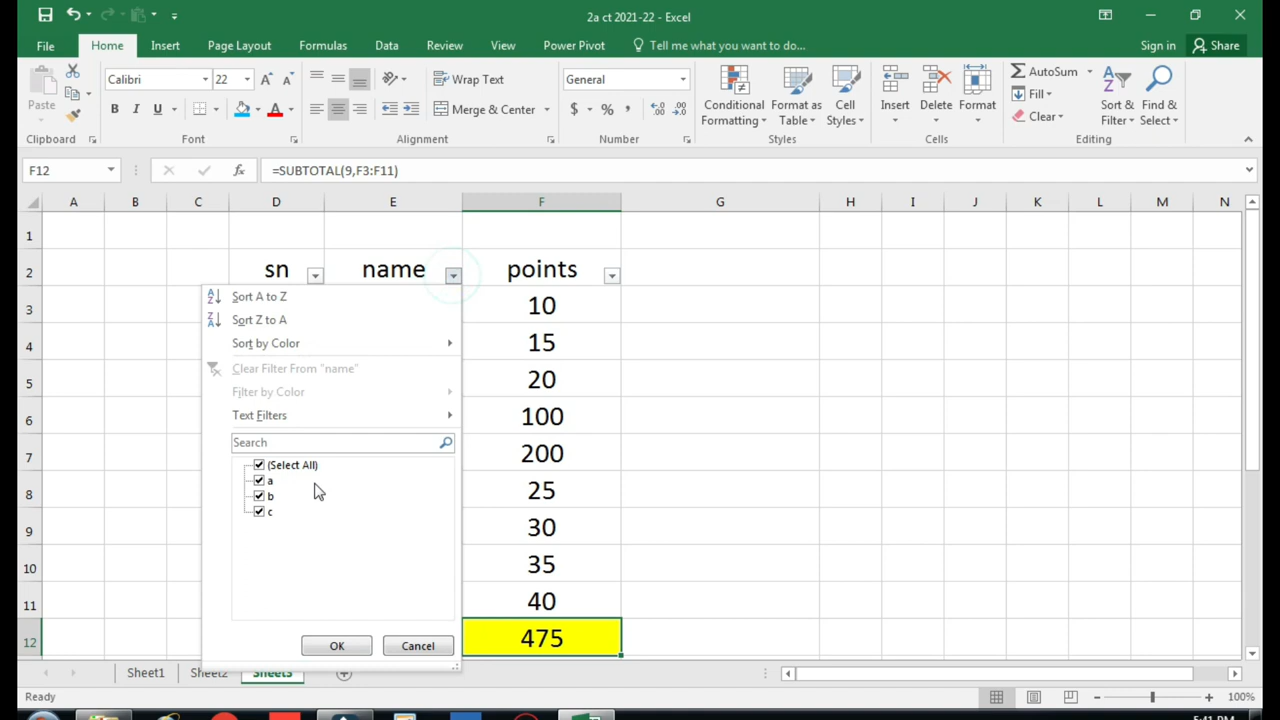 2a ct 2021-22 - Excel
File Home Insert Page Layout Formulas Data Review View Power Pivot Tell me what you want to do... Sign in Share
Paste
Clipboard
Calibri 22
B I U A
Font
Wrap Text
Merge & Center
Alignment
General
$ % ,
Number
Conditional Formatting
Format as Table
Cell Styles
Styles
Insert Delete Format
Cells
AutoSum
Fill
Clear
Sort & Filter
Find & Select
Editing
F12 fx =SUBTOTAL(9,F3:F11)
A B C D E F G H I J K L M N
1
2 sn name points
3 10
4 15
5 20
6 100
7 200
8 25
9 30
10 35
11 40
12 475
Sort A to Z
Sort Z to A
Sort by Color
Clear Filter From "name"
Filter by Color
Text Filters
Search
(Select All)
a
b
c
OK Cancel
Sheet1 Sheet2 Sheet3
Ready 100%
5:41 PM